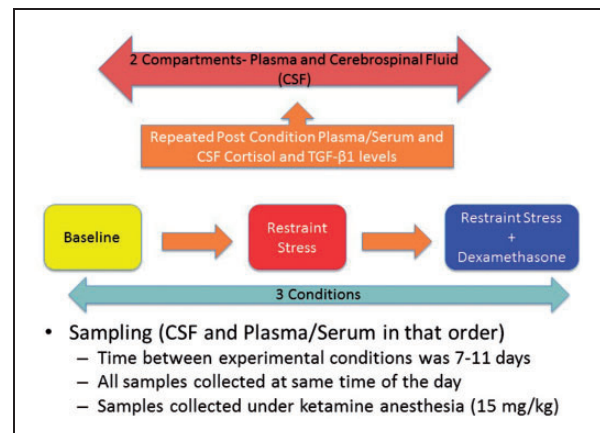 2 Compartments- Plasma and Cerebrospinal Fluid
(CSF)
Repeated Post Condition Plasma/Serum and
CSF Cortisol and TGF-β1 levels
Baseline
Restraint
Stress
Restraint Stress
+
Dexamethasone
3 Conditions
• Sampling (CSF and Plasma/Serum in that order)
– Time between experimental conditions was 7-11 days
– All samples collected at same time of the day
– Samples collected under ketamine anesthesia (15 mg/kg)